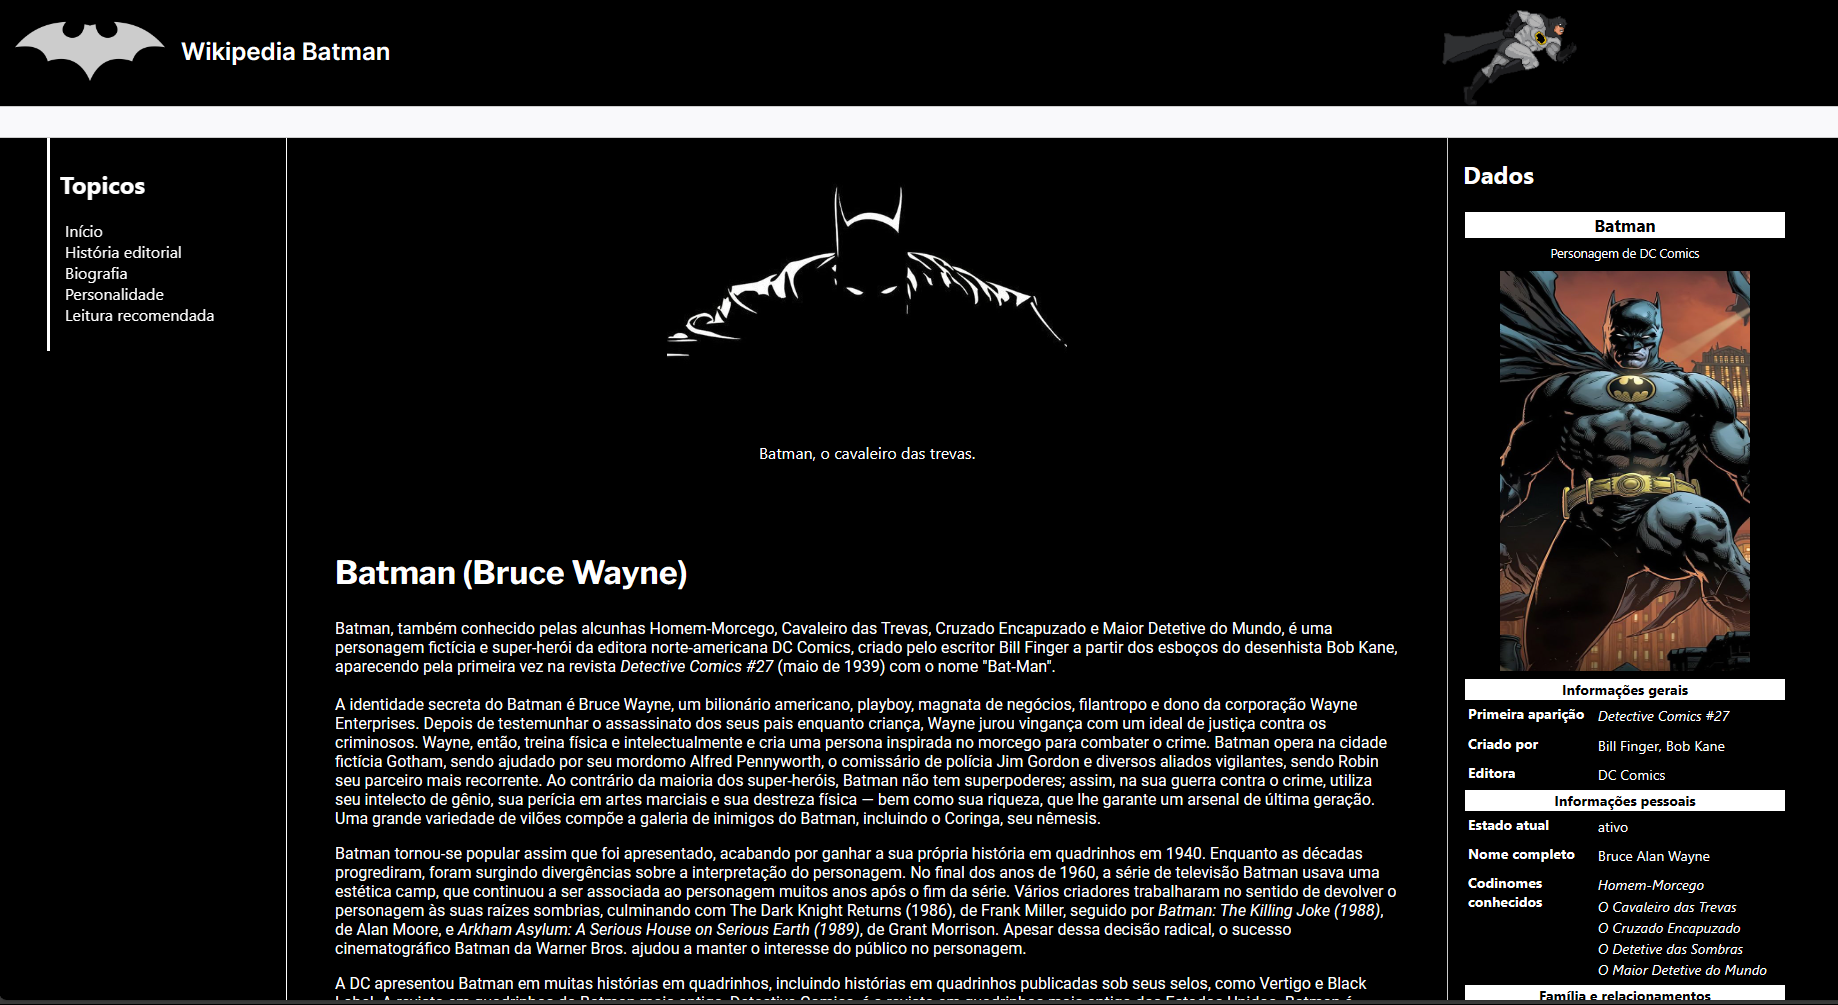 Wikipedia Batman
Topicos
Início
História editorial
Biografia
Personalidade
Leitura recomendada
Batman, o cavaleiro das trevas.
Batman (Bruce Wayne)
Batman, também conhecido pelas alcunhas Homem-Morcego, Cavaleiro das Trevas, Cruzado Encapuzado e Maior Detetive do Mundo, é uma
personagem fictícia e super-herói da editora norte-americana DC Comics, criado pelo escritor Bill Finger a partir dos esboços do desenhista Bob Kane,
aparecendo pela primeira vez na revista Detective Comics #27 (maio de 1939) com o nome "Bat-Man".
A identidade secreta do Batman é Bruce Wayne, um bilionário americano, playboy, magnata de negócios, filantropo e dono da corporação Wayne
Enterprises. Depois de testemunhar o assassinato dos seus pais enquanto criança, Wayne jurou vingança com um ideal de justiça contra os
criminosos. Wayne, então, treina física e intelectualmente e cria uma persona inspirada no morcego para combater o crime. Batman opera na cidade
fictícia Gotham, sendo ajudado por seu mordomo Alfred Pennyworth, o comissário de polícia Jim Gordon e diversos aliados vigilantes, sendo Robin
seu parceiro mais recorrente. Ao contrário da maioria dos super-heróis, Batman não tem superpoderes; assim, na sua guerra contra o crime, utiliza
seu intelecto de gênio, sua perícia em artes marciais e sua destreza física — bem como sua riqueza, que lhe garante um arsenal de última geração.
Uma grande variedade de vilões compõe a galeria de inimigos do Batman, incluindo o Coringa, seu nêmesis.
Batman tornou-se popular assim que foi apresentado, acabando por ganhar a sua própria história em quadrinhos em 1940. Enquanto as décadas
progrediram, foram surgindo divergências sobre a interpretação do personagem. No final dos anos de 1960, a série de televisão Batman usava uma
estética camp, que continuou a ser associada ao personagem muitos anos após o fim da série. Vários criadores trabalharam no sentido de devolver o
personagem às suas raízes sombrias, culminando com The Dark Knight Returns (1986), de Frank Miller, seguido por Batman: The Killing Joke (1988),
de Alan Moore, e Arkham Asylum: A Serious House on Serious Earth (1989), de Grant Morrison. Apesar dessa decisão radical, o sucesso
cinematográfico Batman da Warner Bros. ajudou a manter o interesse do público no personagem.
A DC apresentou Batman em muitas histórias em quadrinhos, incluindo histórias em quadrinhos publicadas sob seus selos, como Vertigo e Black
Label. A revista em quadrinhos do Batman mais antiga, Detective Comics, é a revista em quadrinhos mais antiga dos Estados Unidos. Batman é
Dados
Batman
Personagem de DC Comics
Informações gerais
Primeira aparição Detective Comics #27
Criado por Bill Finger, Bob Kane
Editora DC Comics
Informações pessoais
Estado atual ativo
Nome completo Bruce Alan Wayne
Codinomes Homem-Morcego
conhecidos O Cavaleiro das Trevas
O Cruzado Encapuzado
O Detetive das Sombras
O Maior Detetive do Mundo
Família e relacionamentos